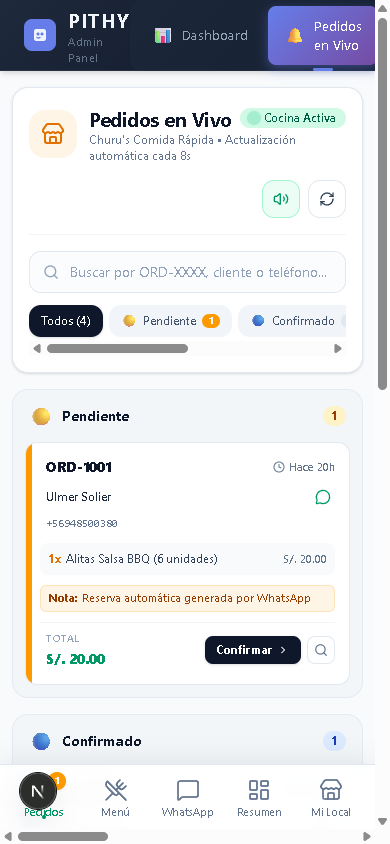 PITHY
Admin
Panel
Dashboard
Pedidos
en Vivo
Pedidos en Vivo
Cocina Activa
Churu's Comida Rápida • Actualización
automática cada 8s
Buscar por ORD-XXXX, cliente o teléfono...
Todos (4)
Pendiente 1
Confirmado
Pendiente
1
ORD-1001
Hace 20h
Ulmer Solier
+56948500380
1x Alitas Salsa BBQ (6 unidades)
S/. 20.00
Nota: Reserva automática generada por WhatsApp
TOTAL
S/. 20.00
Confirmar
Confirmado
1
N
1
Pedidos
Menú
WhatsApp
Resumen
Mi Local